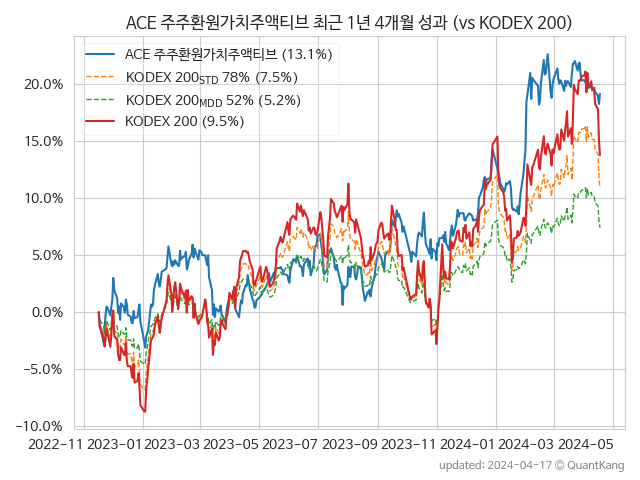 ACE 주주환원가치주액티브 최근 1년 4개월 성과 (vs KODEX 200)
ACE 주주환원가치주액티브 (13.1%)
KODEX 200STD 78% (7.5%)
KODEX 200MDD 52% (5.2%)
KODEX 200 (9.5%)
20.0%
15.0%
10.0%
5.0%
0.0%
−5.0%
−10.0%
2022-11 2023-01 2023-03 2023-05 2023-07 2023-09 2023-11 2024-01 2024-03 2024-05
updated: 2024-04-17 © QuantKang